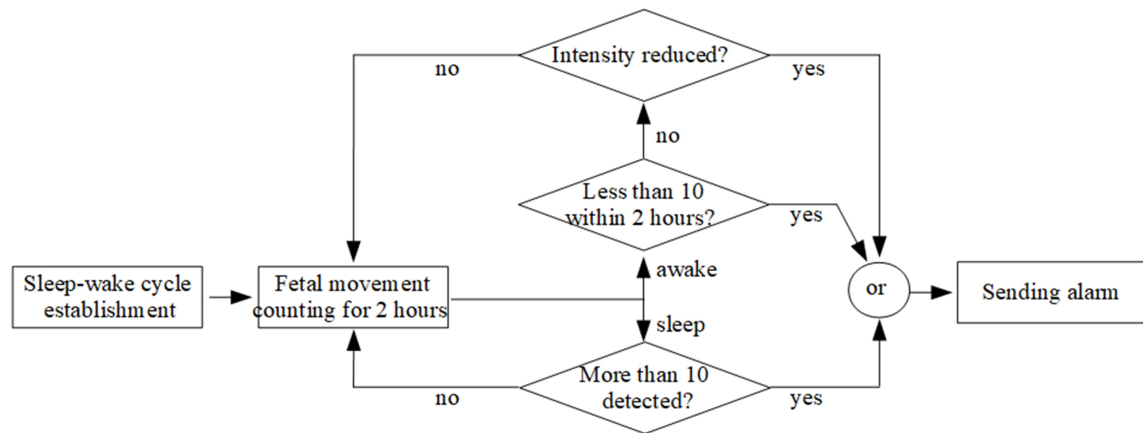 Intensity reduced?
no
yes
no
Less than 10
within 2 hours?
yes
Sleep-wake cycle
establishment
Fetal movement
counting for 2 hours
awake
or
Sending alarm
sleep
More than 10
detected?
no
yes